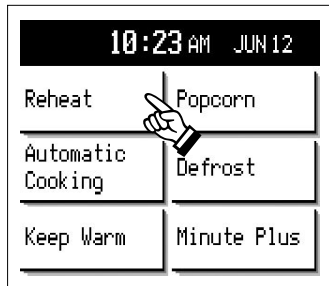 10:23 AM JUN 12
Reheat
Popcorn
Automatic
Cooking
Defrost
Keep Warm
Minute Plus